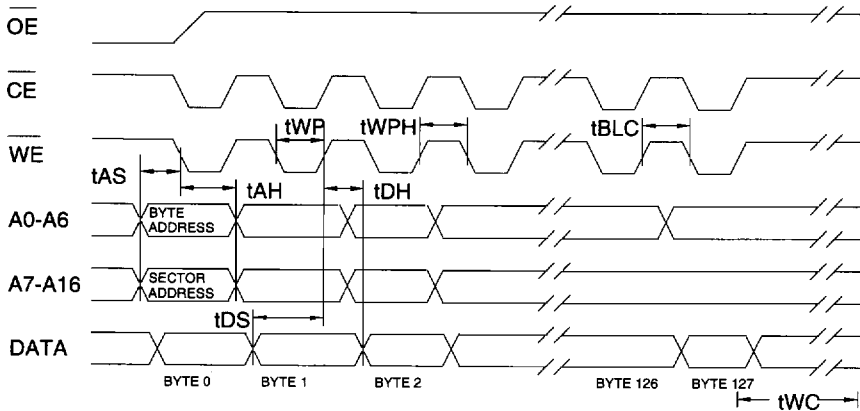 OE
CE
tWP tWPH tBLC
WE
tAS tAH tDH
A0-A6 BYTE ADDRESS
A7-A16 SECTOR ADDRESS
tDS
DATA
BYTE 0 BYTE 1 BYTE 2 BYTE 126 BYTE 127
tWC